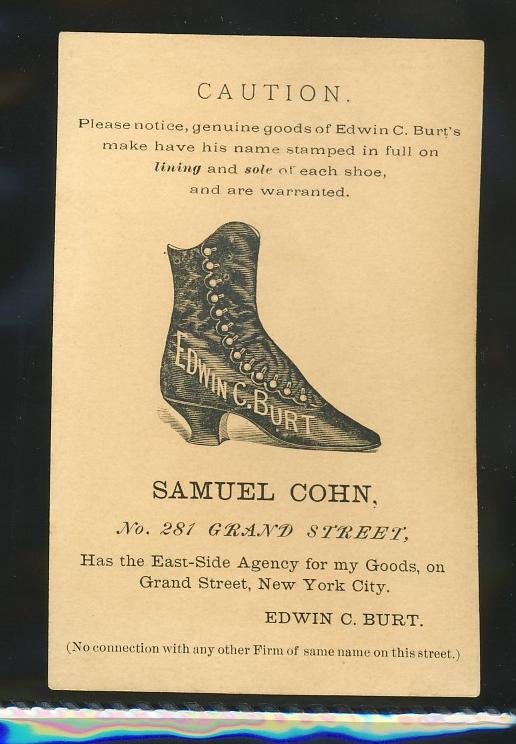 CAUTION.
Please notice, genuine goods of Edwin C. Burt's
make have his name stamped in full on
lining and sole of each shoe,
and are warranted.
EDWIN C. BURT
SAMUEL COHN,
No. 281 GRAND STREET,
Has the East-Side Agency for my Goods, on
Grand Street, New York City.
EDWIN C. BURT.
(No connection with any other Firm of same name on this street.)